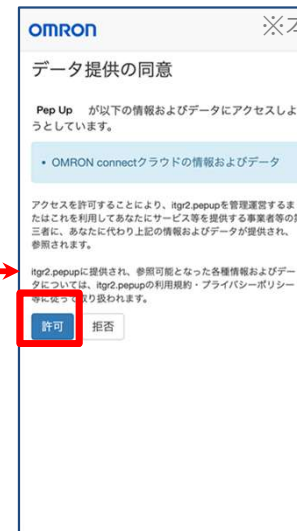 OMRON
※
データ提供の同意
Pep Up が以下の情報およびデータにアクセスしよ
うとしています。
• OMRON connectクラウドの情報およびデータ
アクセスを許可することにより、itgr2.pepupを管理運営するま
たはこれを利用してあなたにサービス等を提供する事業者等の第
三者に、あなたに代わり上記の情報およびデータが提供され、
参照されます。
itgr2.pepupに提供され、参照可能となった各種情報およびデー
タについては、itgr2.pepupの利用規約・プライバシーポリシー
等に従って取り扱われます。
許可 拒否